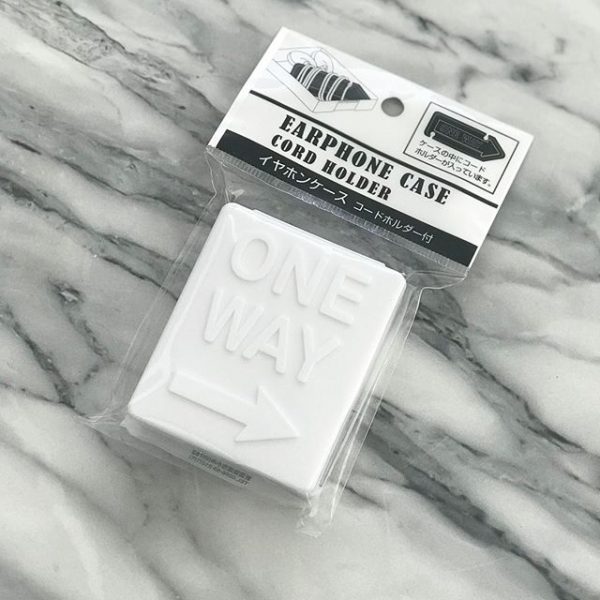 EARPHONE CASE
CORD HOLDER
イヤホンケース コードホルダー付
ケースの中にコード
ホルダーが入っています。
ONE
WAY